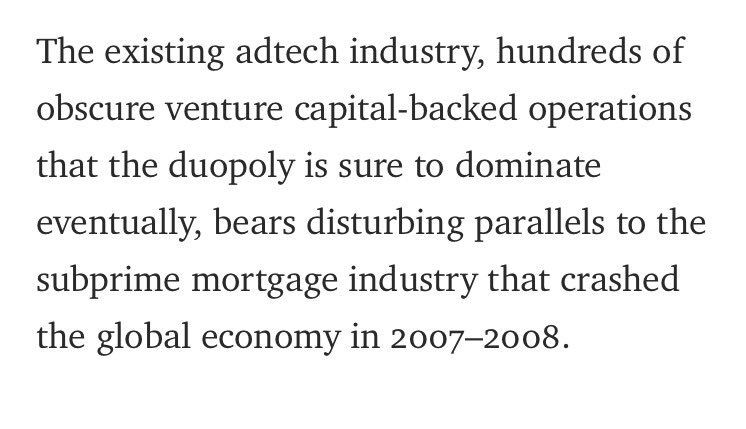 The existing adtech industry, hundreds of
obscure venture capital-backed operations
that the duopoly is sure to dominate
eventually, bears disturbing parallels to the
subprime mortgage industry that crashed
the global economy in 2007–2008.